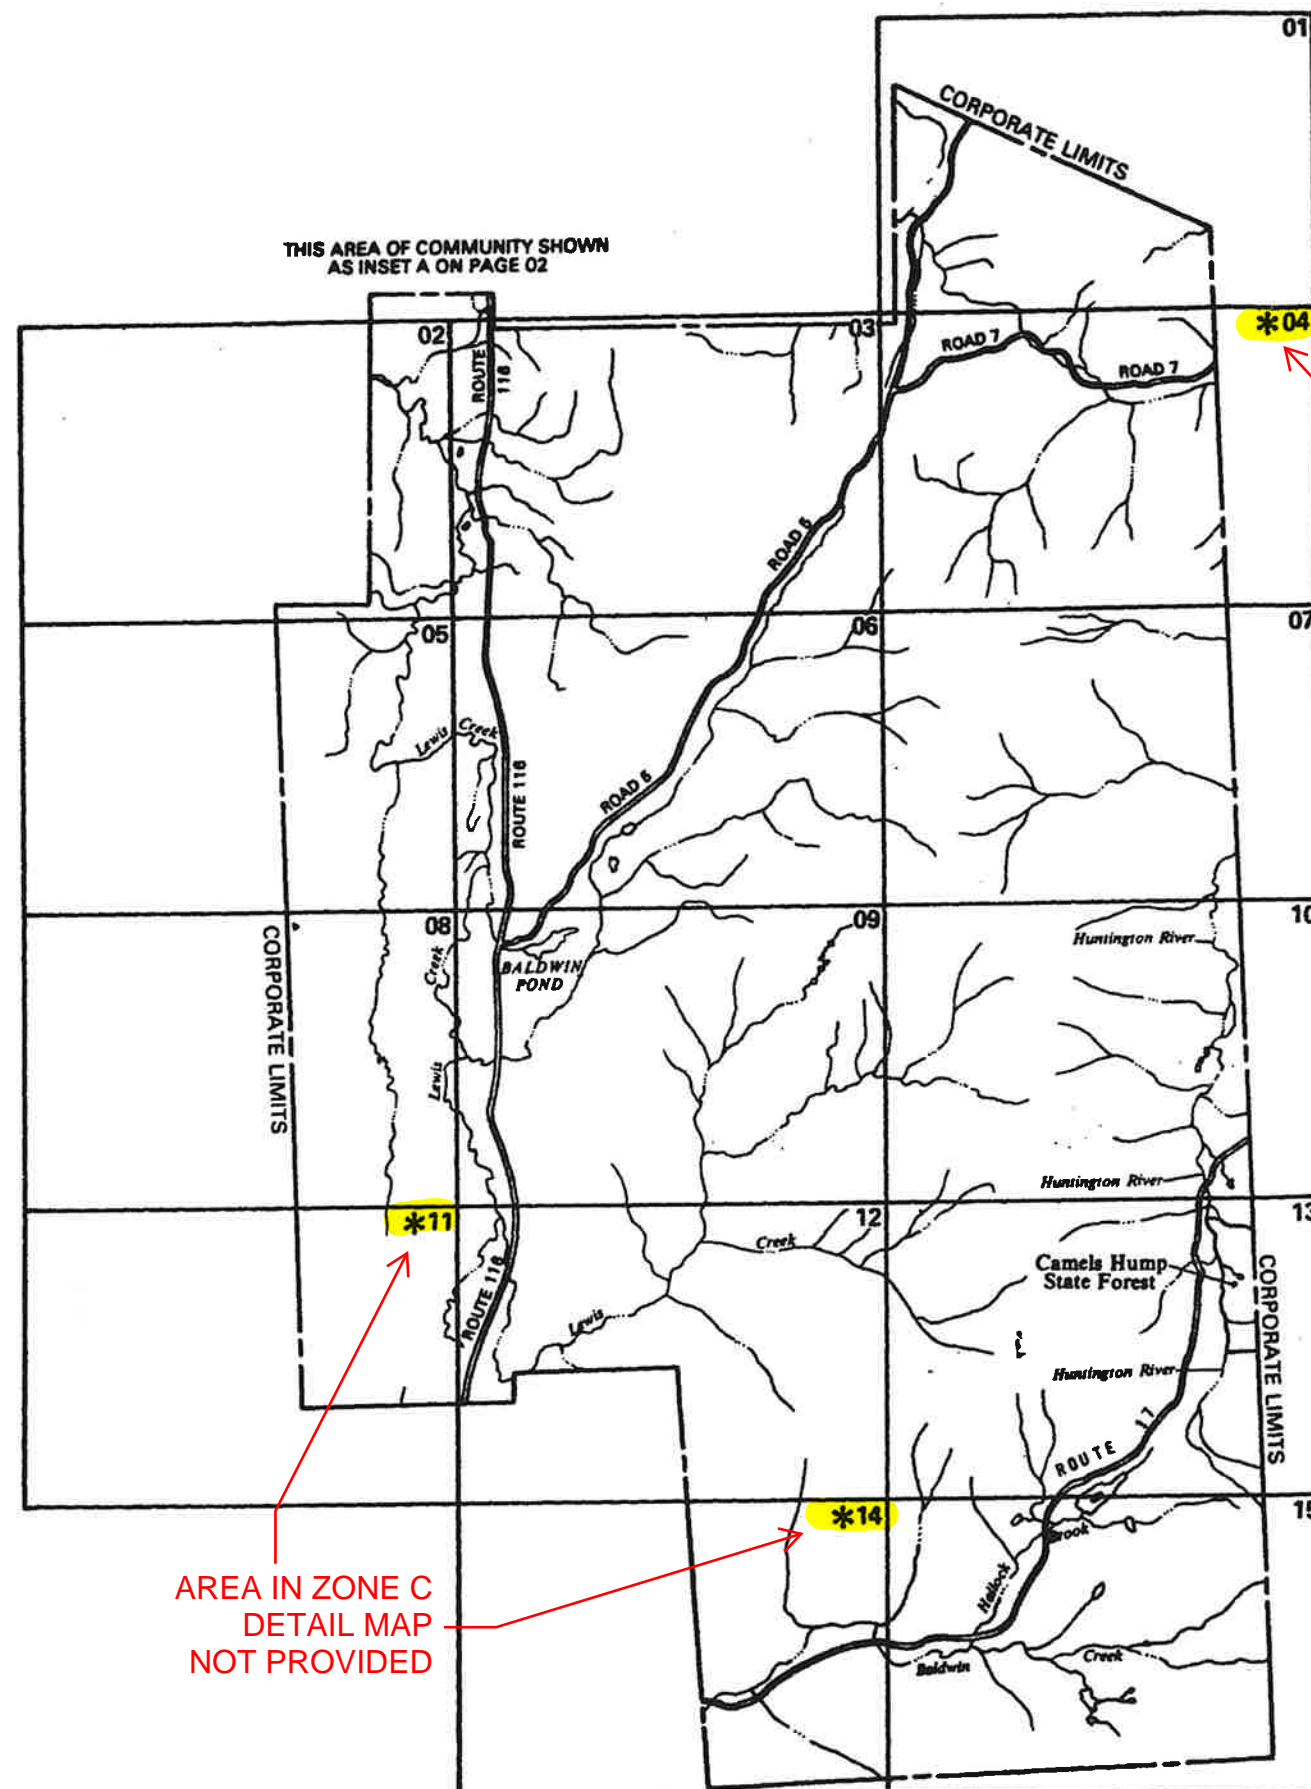 01
CORPORATE LIMITS
THIS AREA OF COMMUNITY SHOWN
AS INSET A ON PAGE 02
02
ROUTE
116
03
ROAD 7
ROAD 7
*04
ROAD 5
05
06
07
Lewis Creek
ROUTE 116
ROAD 5
08
09
10
Creek
BALDWIN
POND
Huntington River
CORPORATE LIMITS
Lewis
Huntington River
*11
12
13
Creek
Camels Hump
State Forest
CORPORATE LIMITS
ROUTE 116
Lewis
Huntington River
ROUTE 17
*14
15
Brook
Hallock
AREA IN ZONE C
DETAIL MAP
NOT PROVIDED
Baldwin
Creek